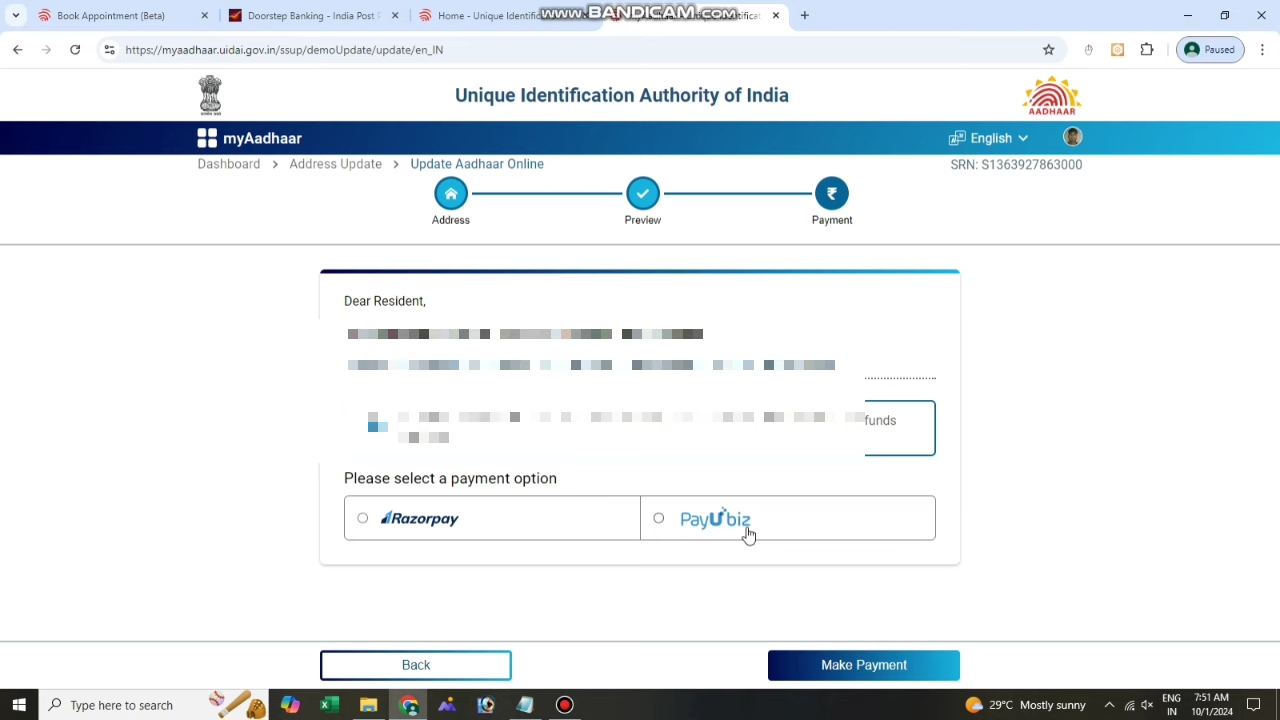 www.BANDICAM.com
Book Appointment (Beta)
Doorstep Banking - India Post P
Home - Unique Identific
https://myaadhaar.uidai.gov.in/ssup/demoUpdate/update/en_IN
Paused
Unique Identification Authority of India
AADHAAR
myAadhaar
English
Dashboard > Address Update > Update Aadhaar Online
SRN: S1363927863000
Address
Preview
Payment
Dear Resident,
funds
Please select a payment option
Razorpay
PayUbiz
Back
Make Payment
Type here to search
29°C Mostly sunny
ENG
IN
7:51 AM
10/1/2024